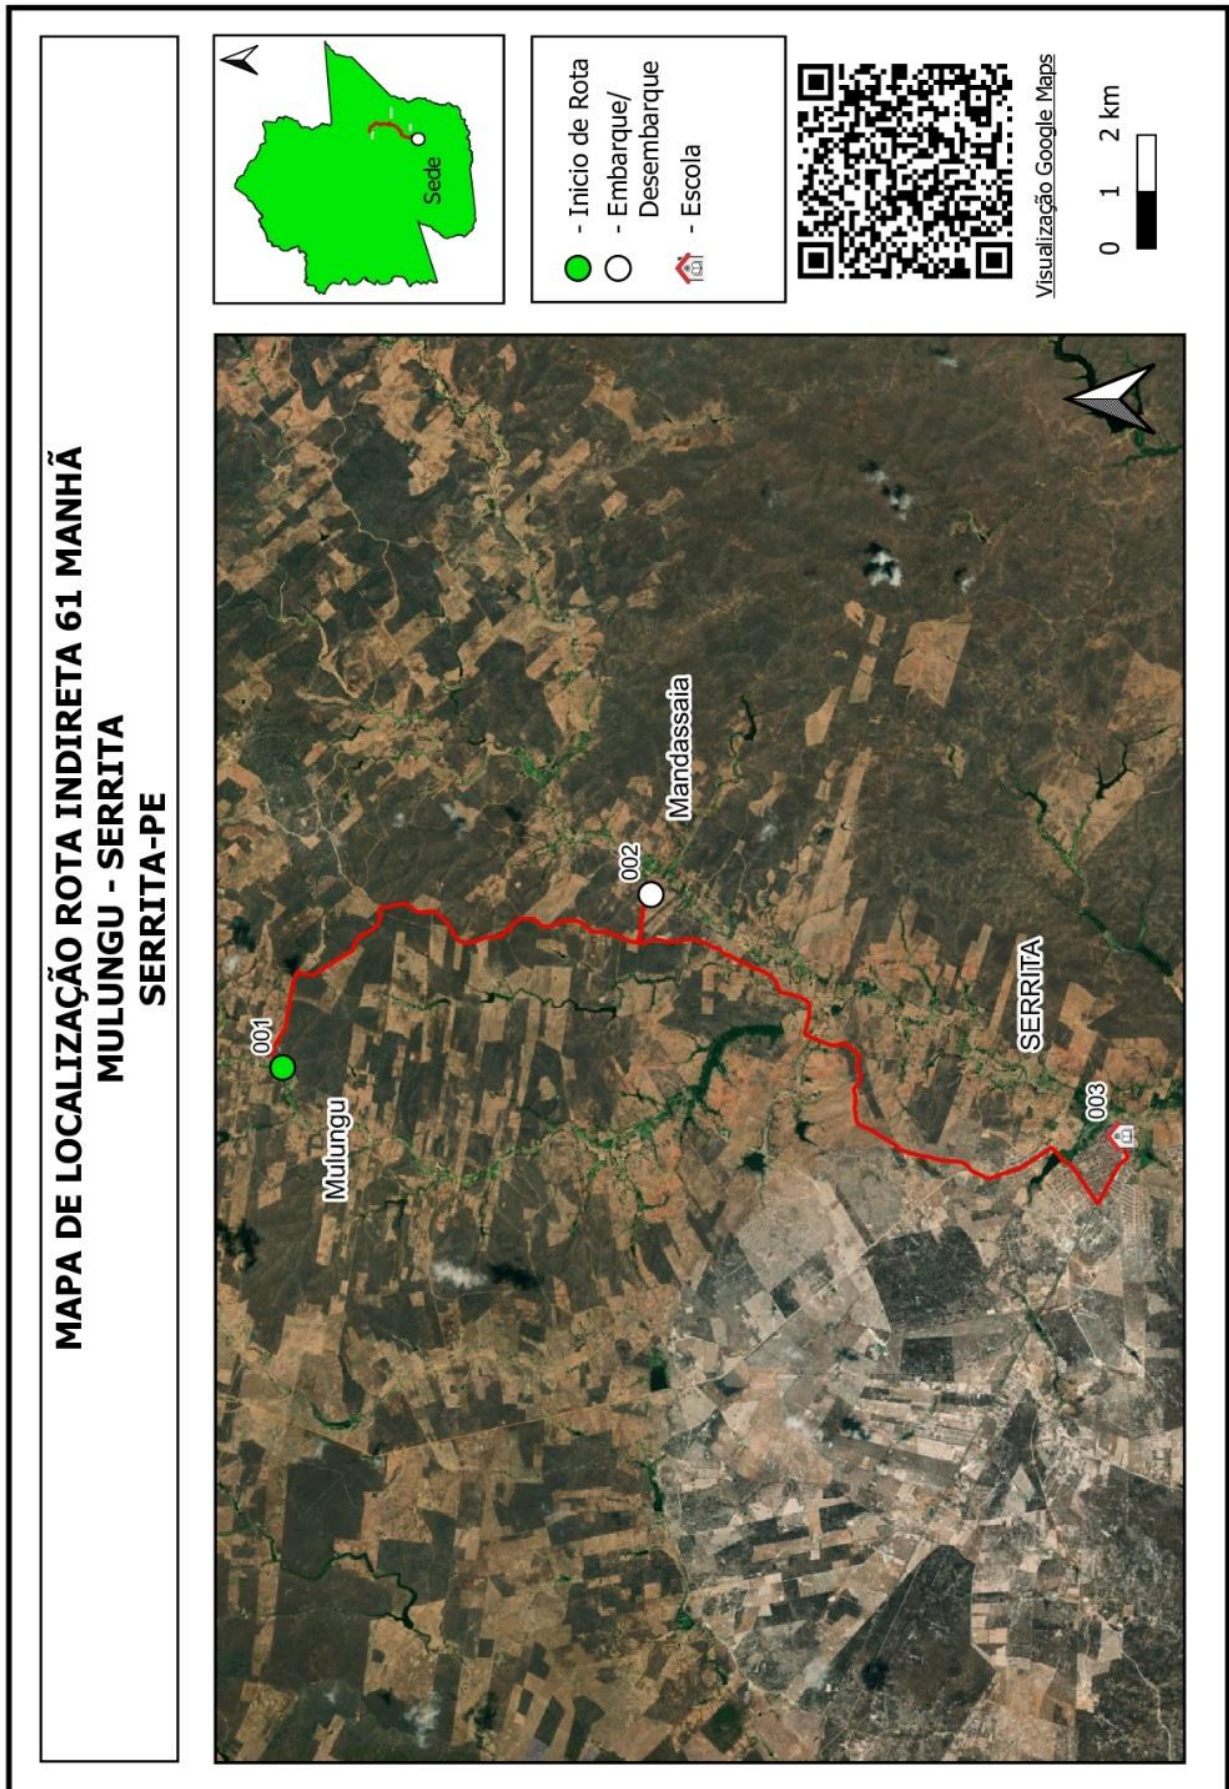 MAPA DE LOCALIZAÇÃO ROTA INDIRETA 61 MANHÃ
MULUNGU - SERRITA
SERRITA-PE
001
Mulungu
002
Mandassaia
SERRITA
003
Sede
- Inicio de Rota
- Embarque/
Desembarque
- Escola
Visualização Google Maps
0 1 2 km